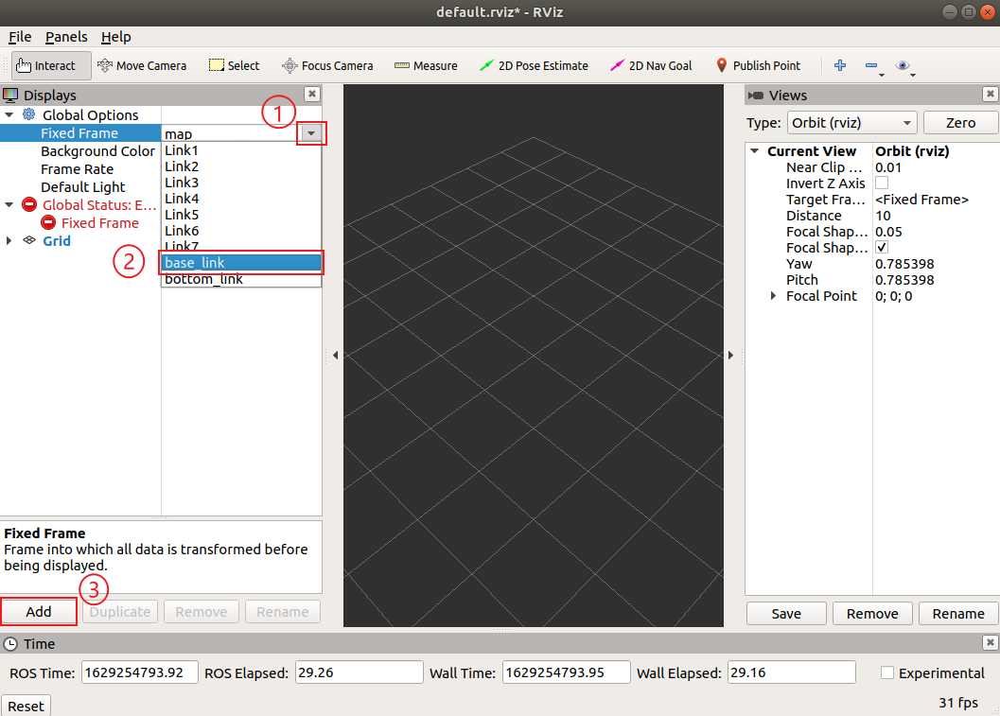 default.rviz* - RViz
File Panels Help
Interact Move Camera Select Focus Camera Measure 2D Pose Estimate 2D Nav Goal Publish Point
Displays
Global Options
Fixed Frame map
Background Color
Frame Rate
Default Light
Global Status: E...
Fixed Frame
Grid
1
Link1
Link2
Link3
Link4
Link5
Link6
Link7
2
base_link
bottom_link
Fixed Frame
Frame into which all data is transformed before
being displayed.
3
Add Duplicate Remove Rename
Views
Type: Orbit (rviz) Zero
Current View Orbit (rviz)
Near Clip ... 0.01
Invert Z Axis
Target Fra... <Fixed Frame>
Distance 10
Focal Shap... 0.05
Focal Shap... ✓
Yaw 0.785398
Pitch 0.785398
Focal Point 0; 0; 0
Save Remove Rename
Time
ROS Time: 1629254793.92 ROS Elapsed: 29.26 Wall Time: 1629254793.95 Wall Elapsed: 29.16 Experimental
Reset 31 fps